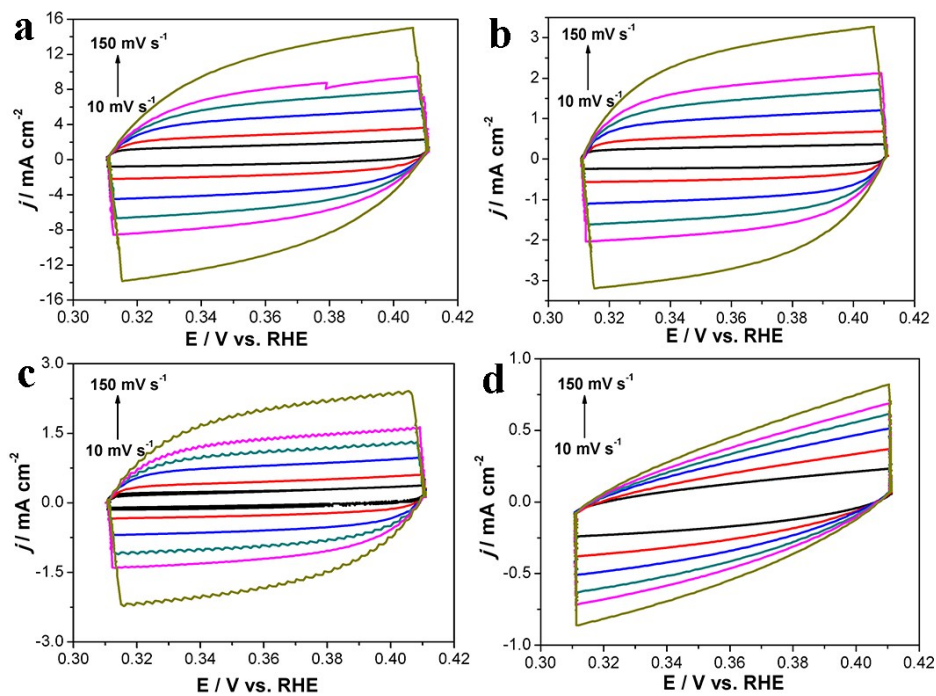 a
150 mV s⁻¹
10 mV s⁻¹
j / mA cm⁻²
16
12
8
4
0
-4
-8
-12
-16
0.30 0.32 0.34 0.36 0.38 0.40 0.42
E / V vs. RHE
b
150 mV s⁻¹
10 mV s⁻¹
j / mA cm⁻²
3
2
1
0
-1
-2
-3
0.30 0.32 0.34 0.36 0.38 0.40 0.42
E / V vs. RHE
c
150 mV s⁻¹
10 mV s⁻¹
j / mA cm⁻²
3.0
1.5
0.0
-1.5
-3.0
0.30 0.32 0.34 0.36 0.38 0.40 0.42
E / V vs. RHE
d
150 mV s⁻¹
10 mV s⁻¹
j / mA cm⁻²
1.0
0.5
0.0
-0.5
-1.0
0.30 0.32 0.34 0.36 0.38 0.40 0.42
E / V vs. RHE